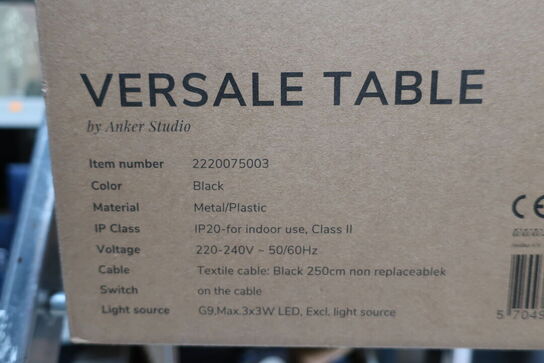 VERSALE TABLE
by Anker Studio
Item number 2220075003
Color Black
Material Metal/Plastic
IP Class IP20-for indoor use, Class II
Voltage 220-240V ~ 50/60Hz
Cable Textile cable: Black 250cm non replaceablek
Switch on the cable
Light source G9,Max.3x3W LED, Excl. light source
CE
5 7049